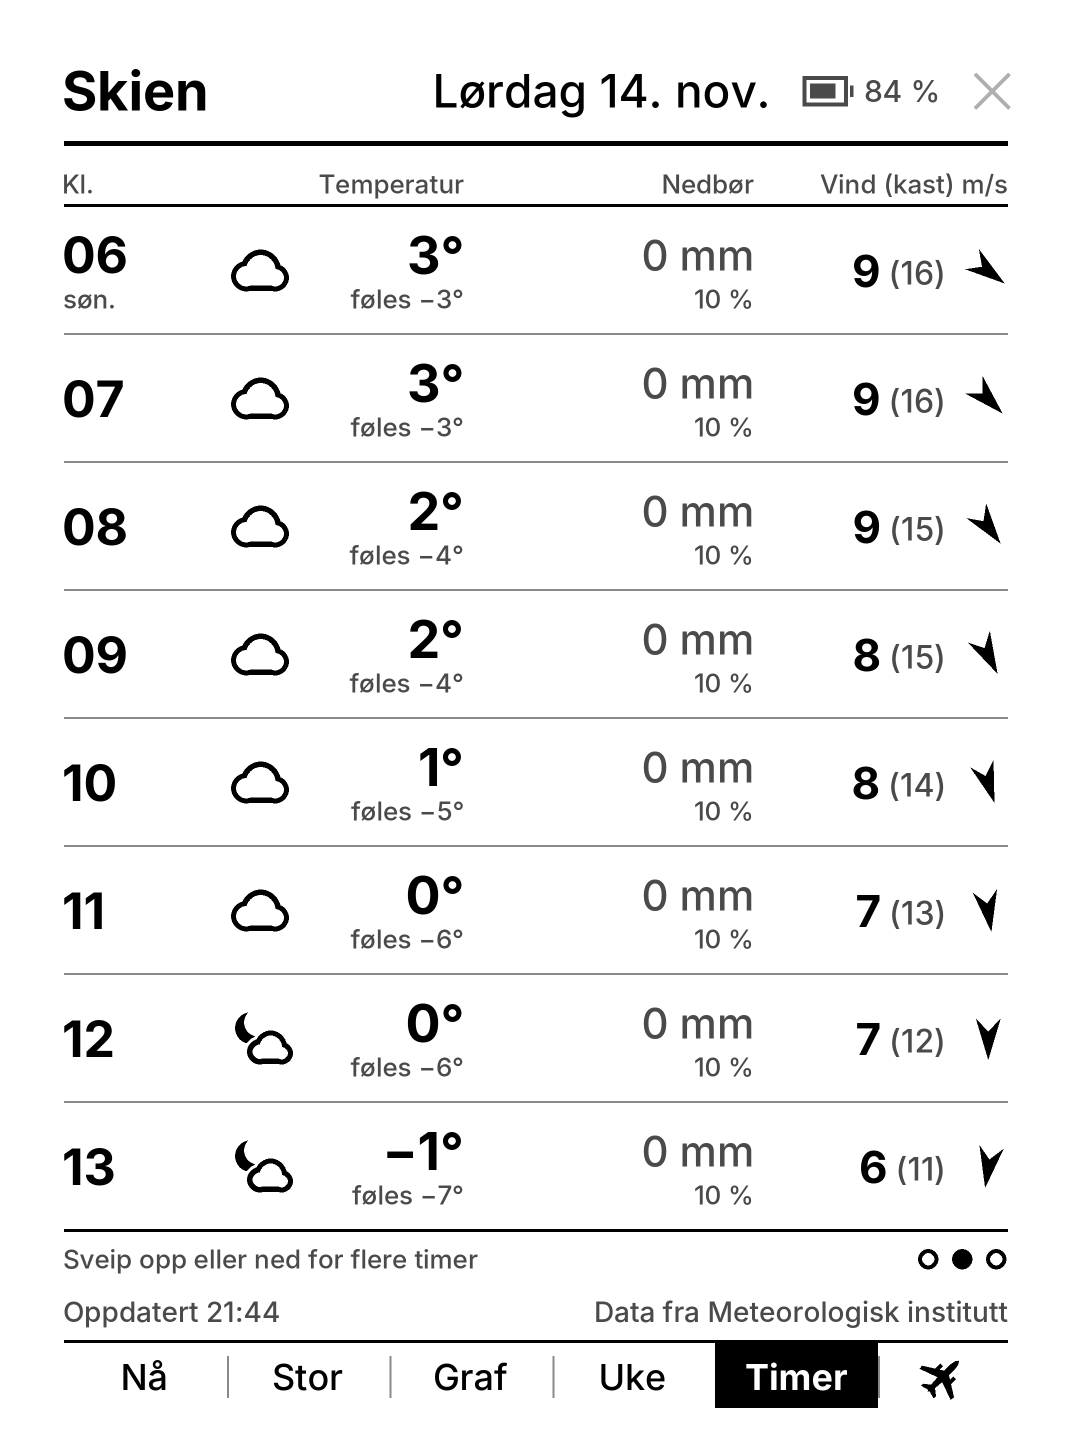 Skien Lørdag 14. nov. 84 %
Kl. Temperatur Nedbør Vind (kast) m/s
06 3° 0 mm 9 (16)
søn. føles −3° 10 %
07 3° 0 mm 9 (16)
føles −3° 10 %
08 2° 0 mm 9 (15)
føles −4° 10 %
09 2° 0 mm 8 (15)
føles −4° 10 %
10 1° 0 mm 8 (14)
føles −5° 10 %
11 0° 0 mm 7 (13)
føles −6° 10 %
12 0° 0 mm 7 (12)
føles −6° 10 %
13 −1° 0 mm 6 (11)
føles −7° 10 %
Sveip opp eller ned for flere timer
Oppdatert 21:44 Data fra Meteorologisk institutt
Nå Stor Graf Uke Timer